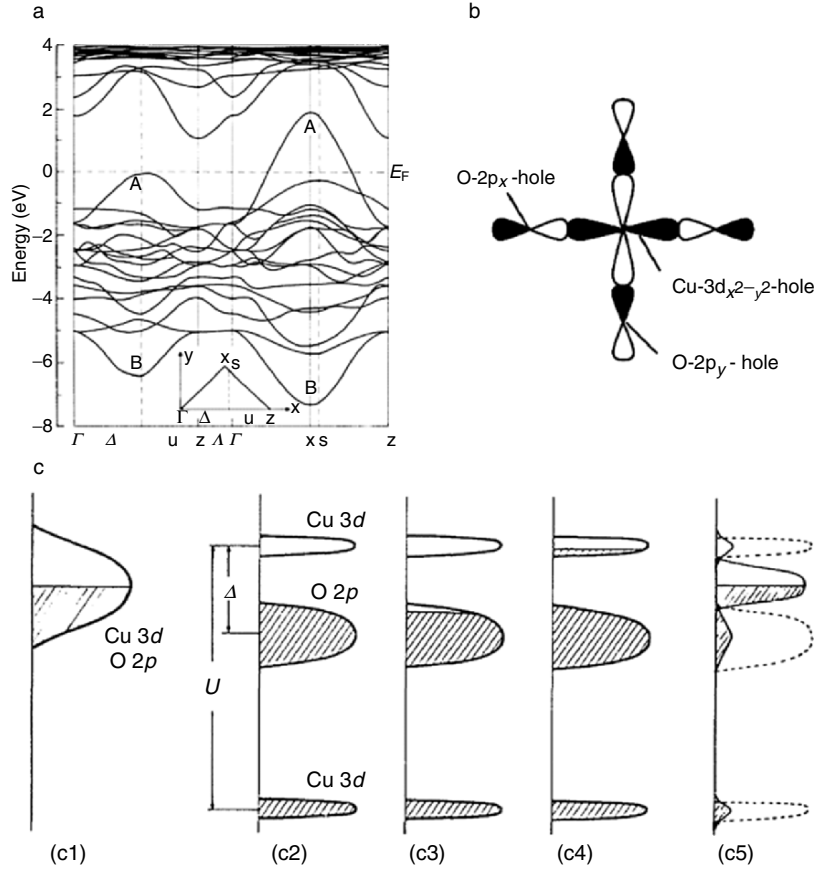 a
4
2
0
−2
−4
−6
−8
Energy (eV)
A
A
E_F
B
B
y
x s
Γ Δ u z x
Γ Δ u z Λ Γ x s z
b
O-2p_x-hole
Cu-3d_x²−y²-hole
O-2p_y- hole
c
Cu 3d
O 2p
(c1)
Cu 3d
O 2p
Δ
U
Cu 3d
(c2)
(c3)
(c4)
(c5)